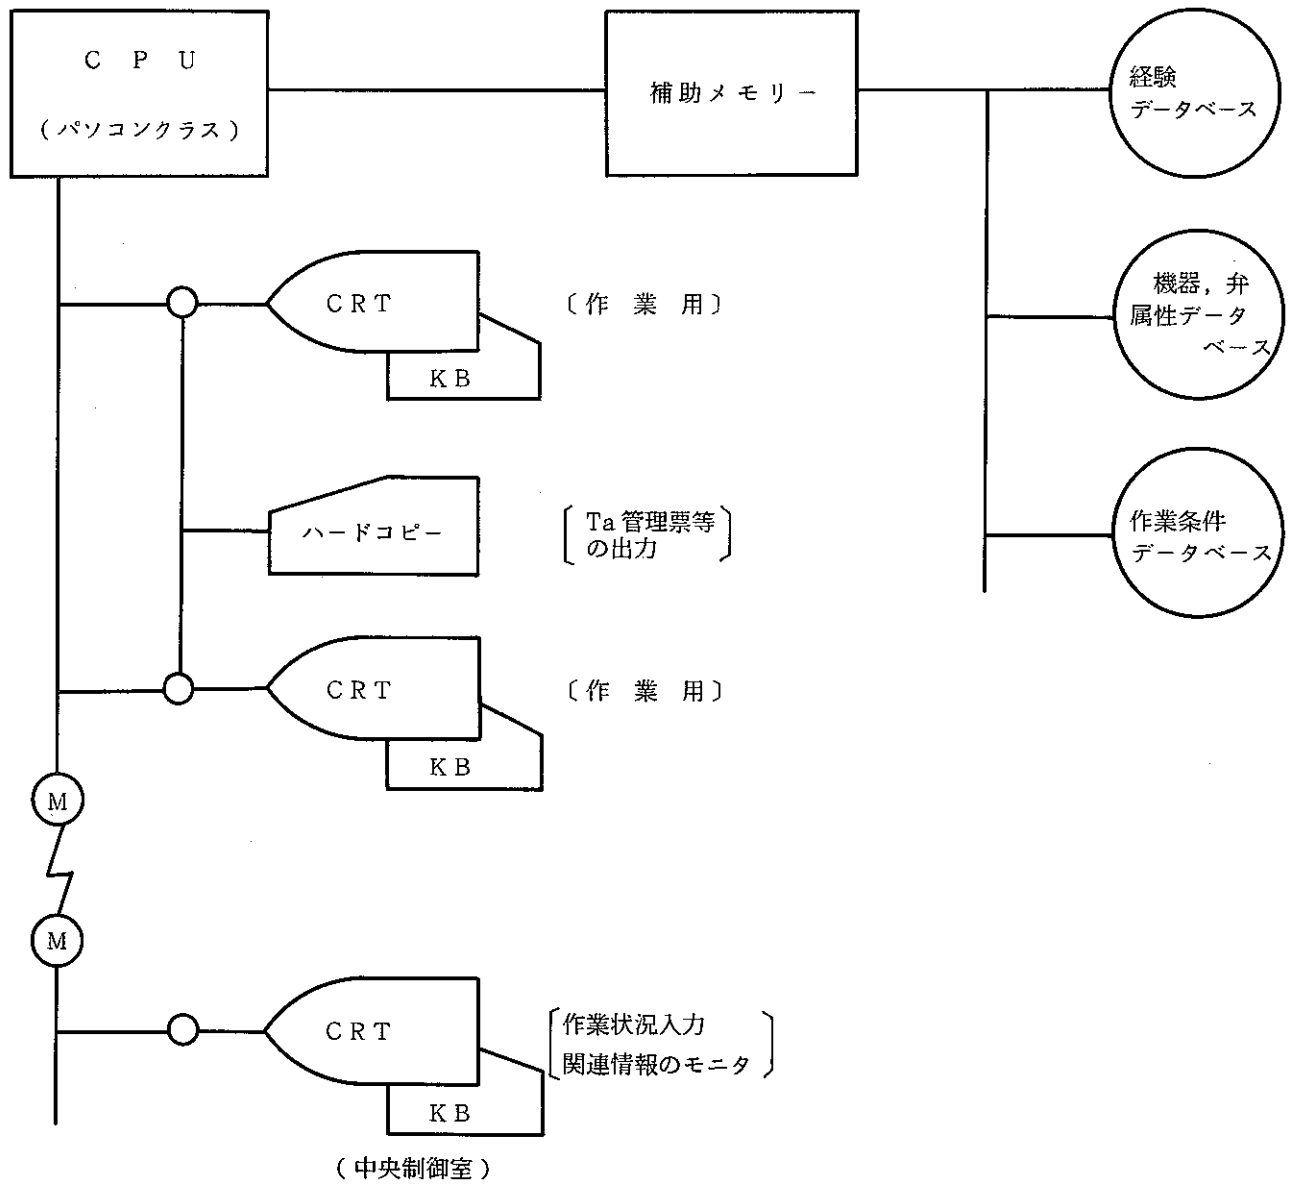 CPU
(パソコンクラス)
補助メモリー
経験
データベース
機器，弁
属性データ
ベース
作業条件
データベース
CRT
KB
〔作業用〕
ハードコピー
Ta管理票等
の出力
CRT
KB
〔作業用〕
M
M
CRT
KB
作業状況入力
関連情報のモニタ
(中央制御室)